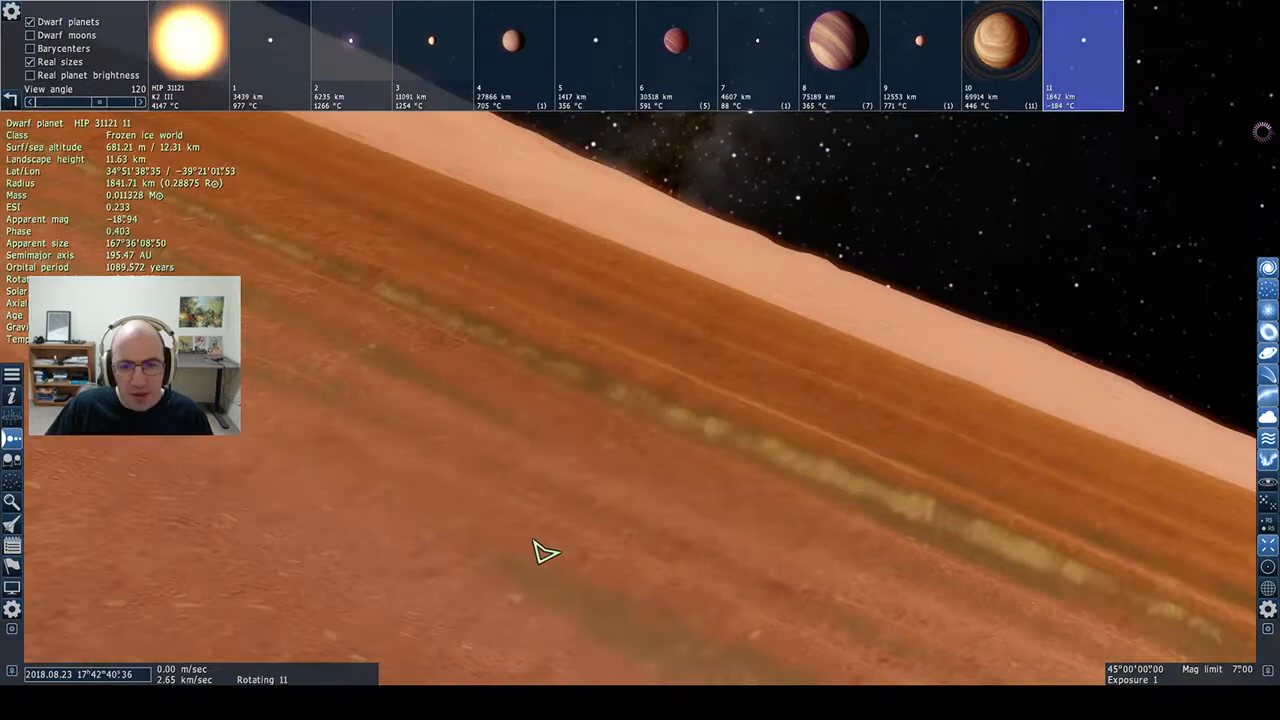 Dwarf planets
Dwarf moons
Barycenters
Real sizes
Real planet brightness
View angle 120
HIP 31121
K2 III
4147 °C
1
3439 km
977 °C
2
6235 km
1266 °C
3
11091 km
1254 °C
4
27866 km
705 °C (1)
5
1417 km
356 °C
6
30518 km
591 °C (5)
7
4607 km
88 °C (1)
8
75189 km
365 °C (7)
9
12553 km
771 °C (1)
10
69914 km
446 °C (11)
11
1842 km
-184 °C
Dwarf planet HIP 31121 11
Class Frozen ice world
Surf/sea altitude 681.21 m / 12.31 km
Landscape height 11.63 km
Lat/Lon 34°51'38"35 / -39°21'01"53
Radius 1841.71 km (0.28875 R⊙)
Mass 0.011328 M⊙
ESI 0.233
Apparent mag -18m94
Phase 0.403
Apparent size 167°36'08"50
Semimajor axis 195.47 AU
Orbital period 1089.572 years
Rota
Solar
Axial
Age
Gravi
Temp
2018.08.23 17:42:40.36
0.00 m/sec
2.65 km/sec Rotating 11
45°00'00"00 Mag limit 7m00
Exposure 1